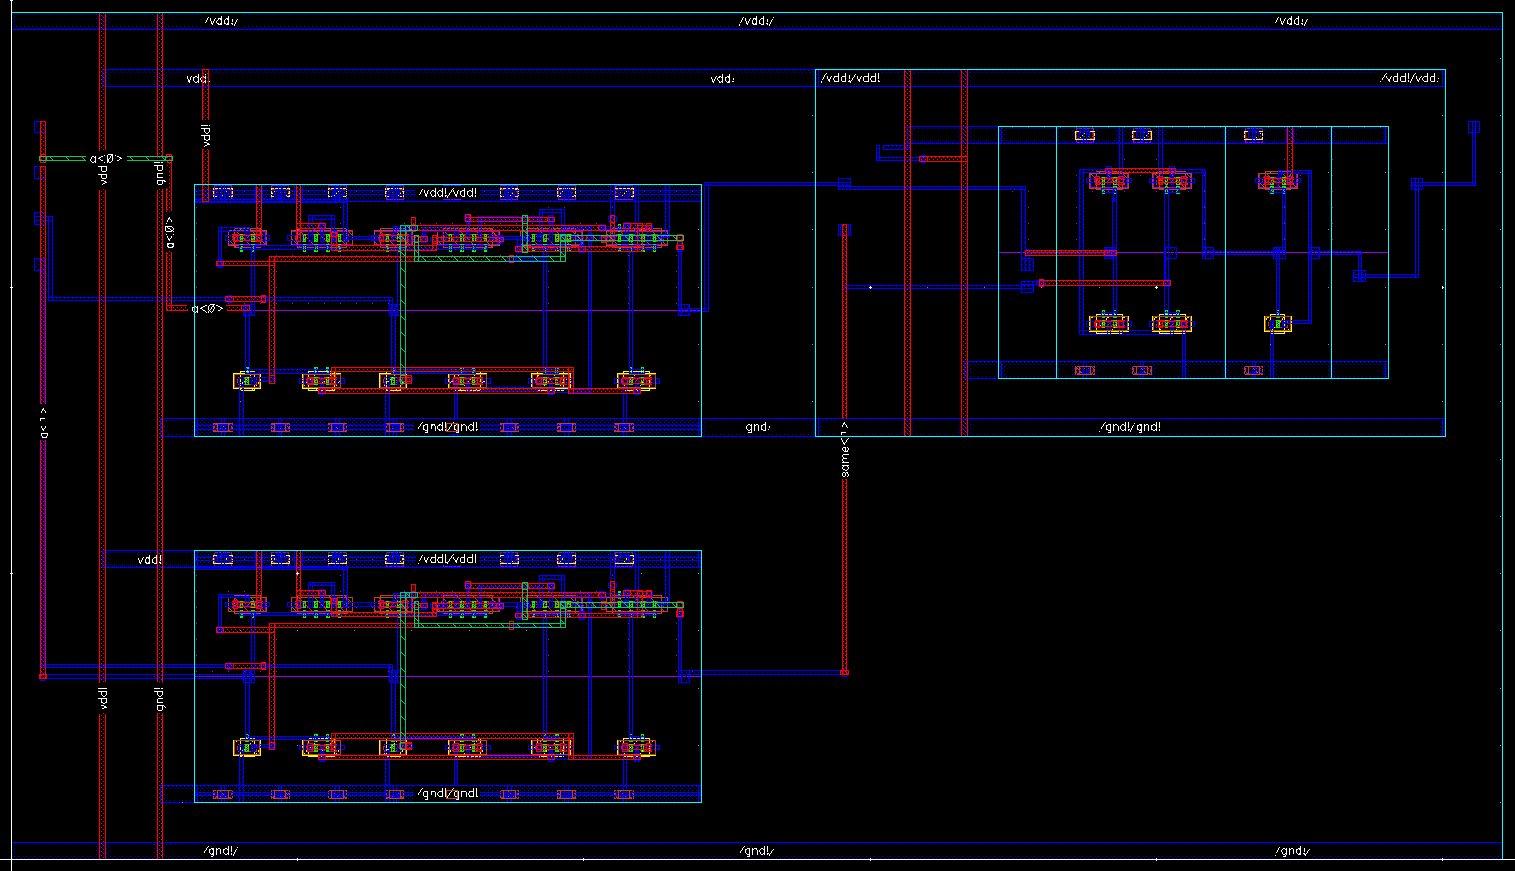 /vdd!/ /vdd!/ /vdd!/
vdd! vdd! /vdd!/vdd! /vdd!/vdd!
vdd!
a<0>
vdd! gnd!
/vdd!/vdd!
a<0>
a<0>
a<1>
/gnd!/gnd! gnd! /gnd!/gnd!
same<1>
vdd! /vdd!/vdd!
vdd! gnd!
/gnd!/gnd!
/gnd!/ /gnd!/ /gnd!/